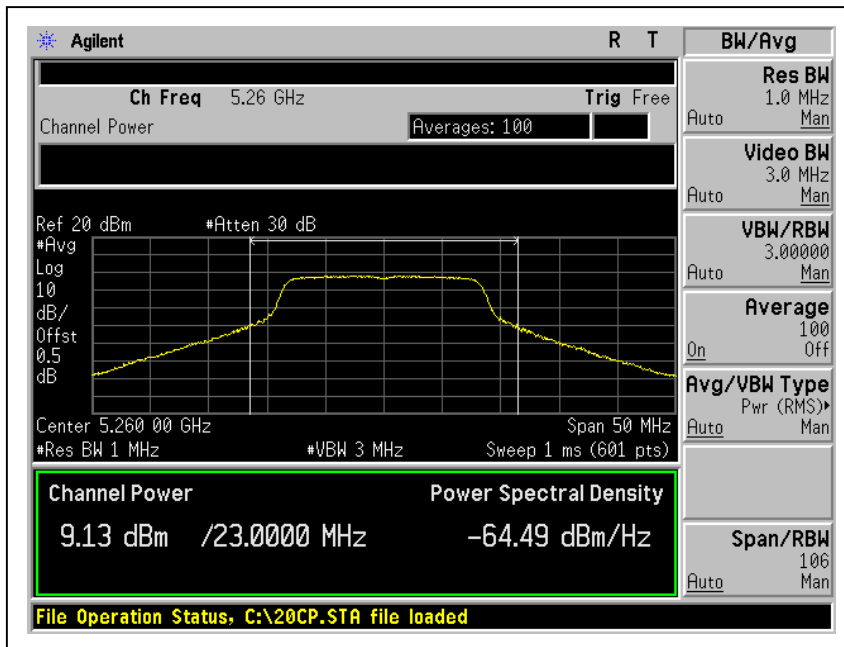 Agilent R T
Ch Freq 5.26 GHz Trig Free
Channel Power Averages: 100
Ref 20 dBm #Atten 30 dB
#Avg
Log
10
dB/
Offst
0.5
dB
Center 5.260 00 GHz Span 50 MHz
#Res BW 1 MHz #VBW 3 MHz Sweep 1 ms (601 pts)
Channel Power Power Spectral Density
9.13 dBm /23.0000 MHz -64.49 dBm/Hz
File Operation Status, C:\20CP.STA file loaded
BW/Avg
Res BW
1.0 MHz
Auto Man
Video BW
3.0 MHz
Auto Man
VBW/RBW
3.00000
Auto Man
Average
100
On Off
Avg/VBW Type
Pwr (RMS)▸
Auto Man
Span/RBW
106
Auto Man